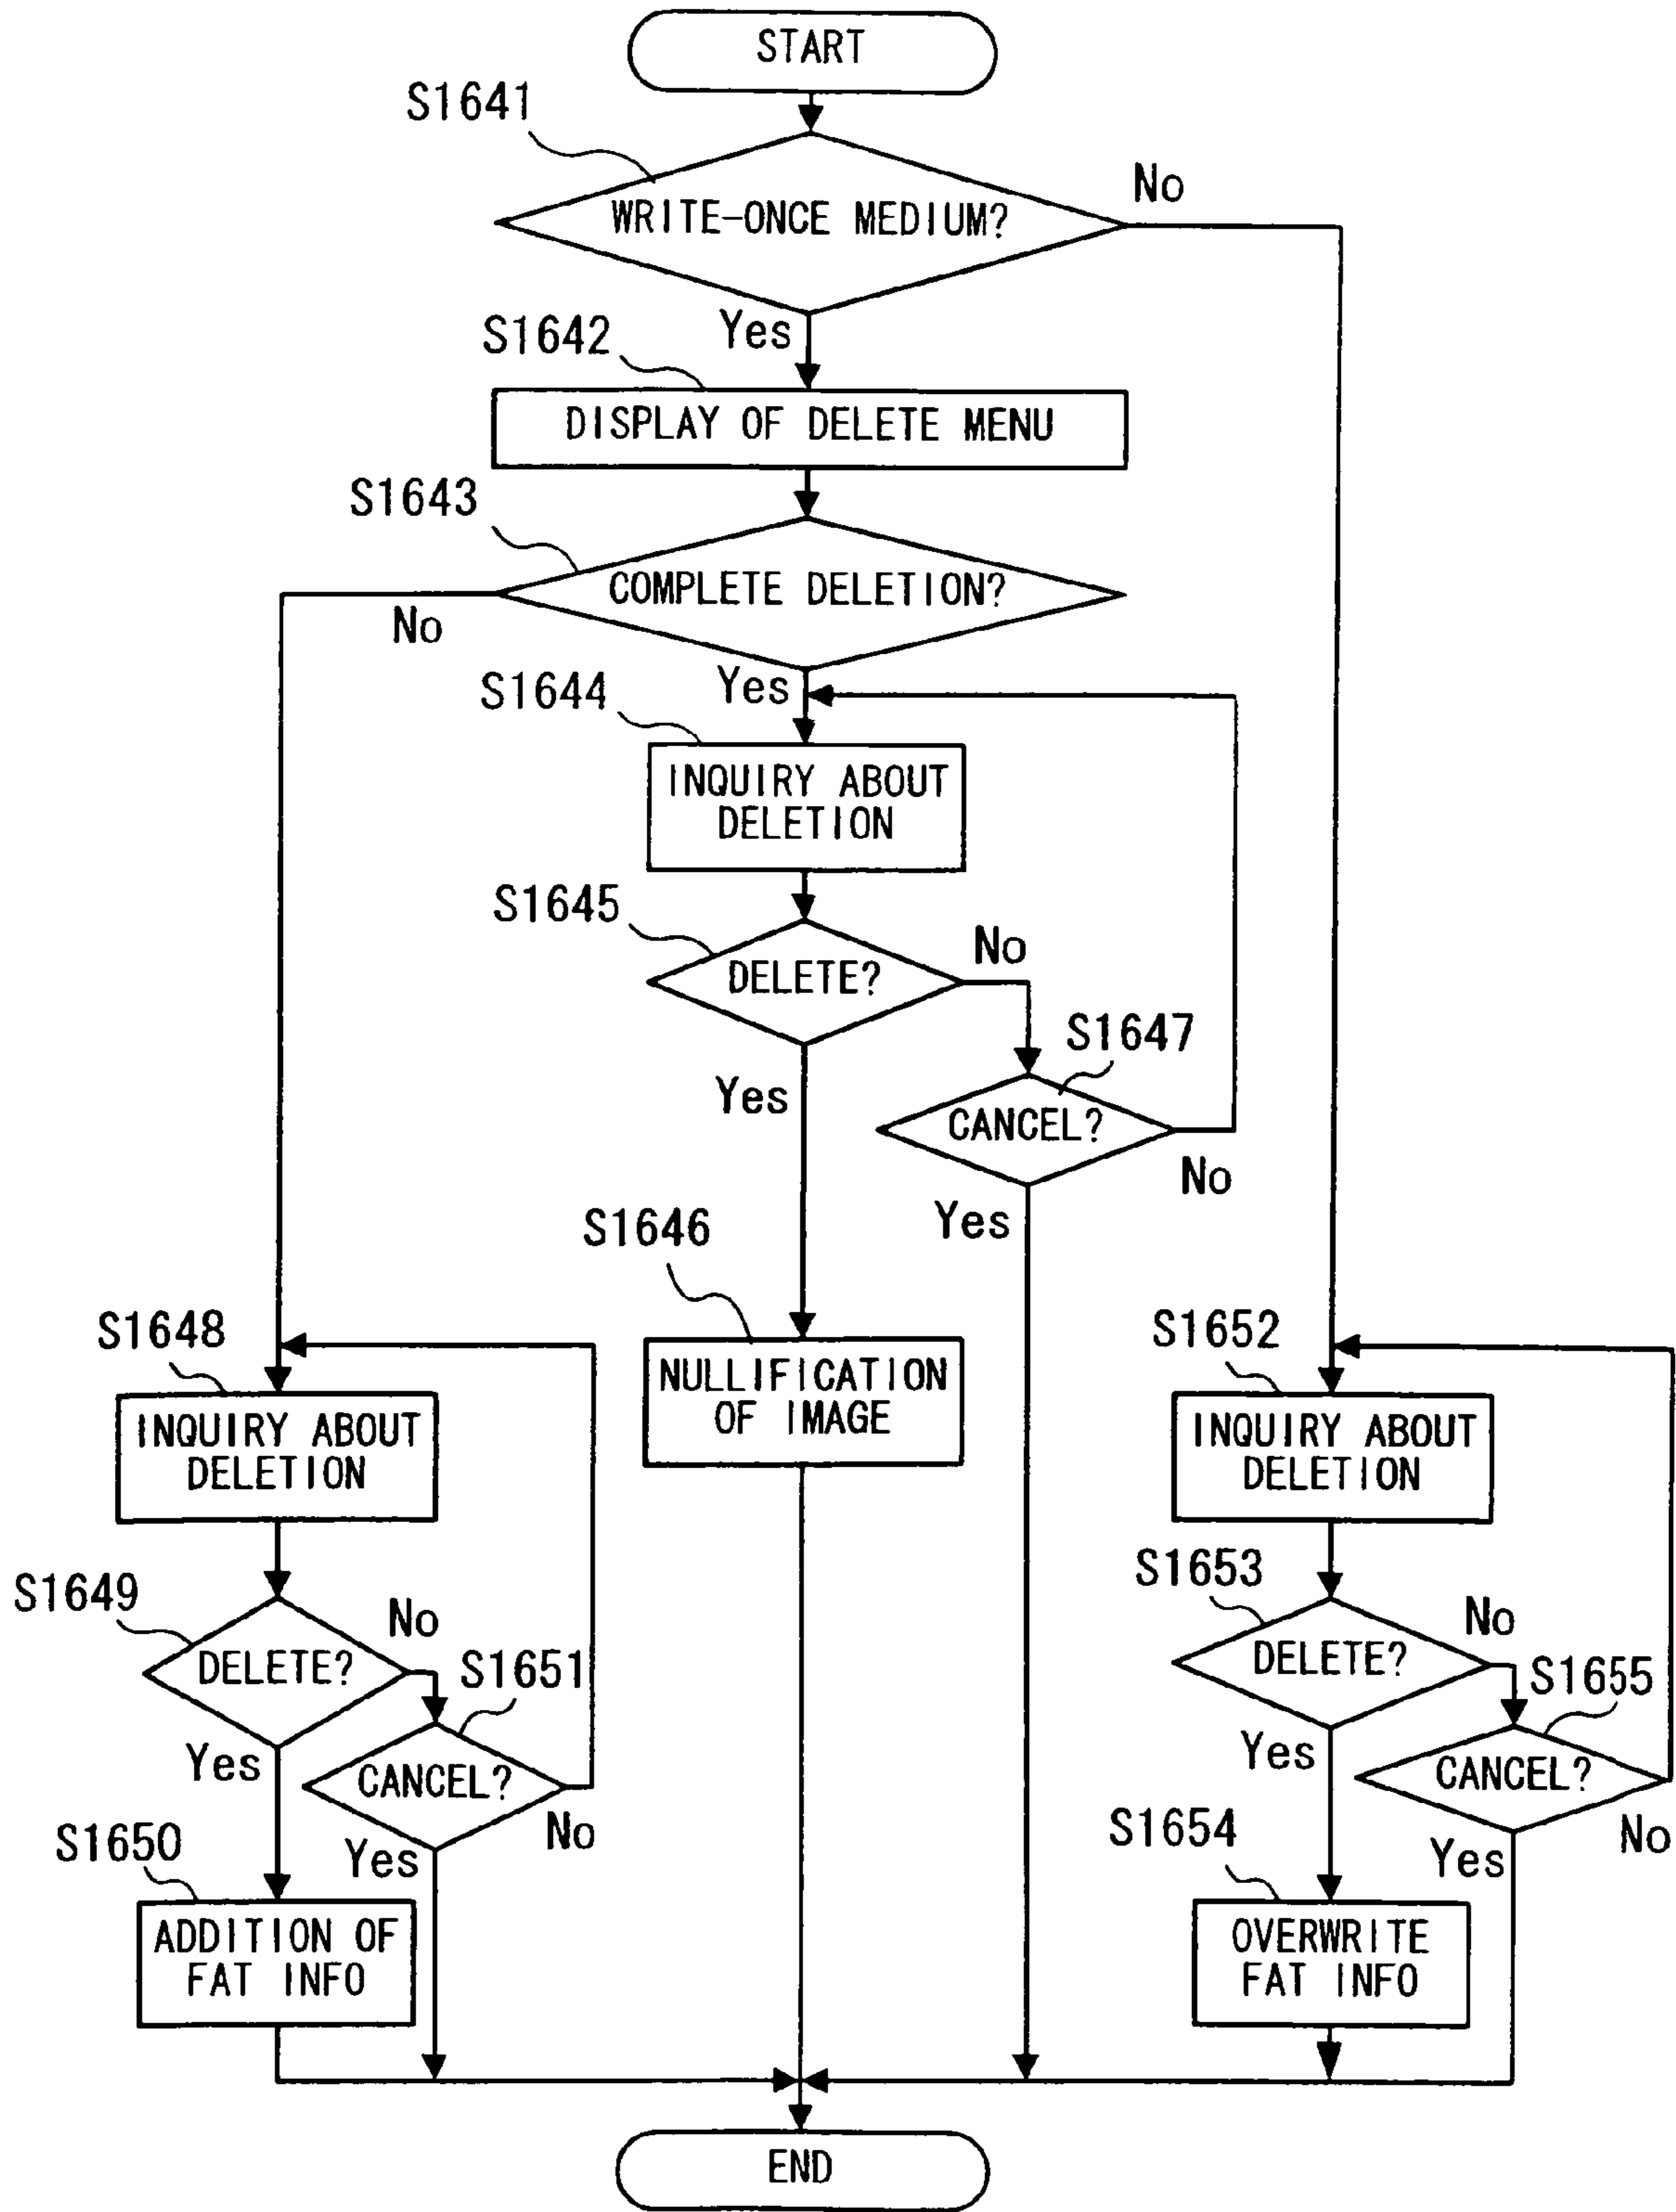 START
S1641
No
WRITE-ONCE MEDIUM?
Yes
S1642
DISPLAY OF DELETE MENU
S1643
COMPLETE DELETION?
No
Yes
S1644
INQUIRY ABOUT
DELETION
S1645
No
DELETE?
S1647
Yes
CANCEL?
No
Yes
S1646
S1648
S1652
NULLIFICATION
OF IMAGE
INQUIRY ABOUT
DELETION
INQUIRY ABOUT
DELETION
S1649
No
DELETE?
S1651
S1653
No
DELETE?
S1655
Yes
CANCEL?
No
Yes
CANCEL?
No
S1650
Yes
S1654
Yes
ADDITION OF
FAT INFO
OVERWRITE
FAT INFO
END